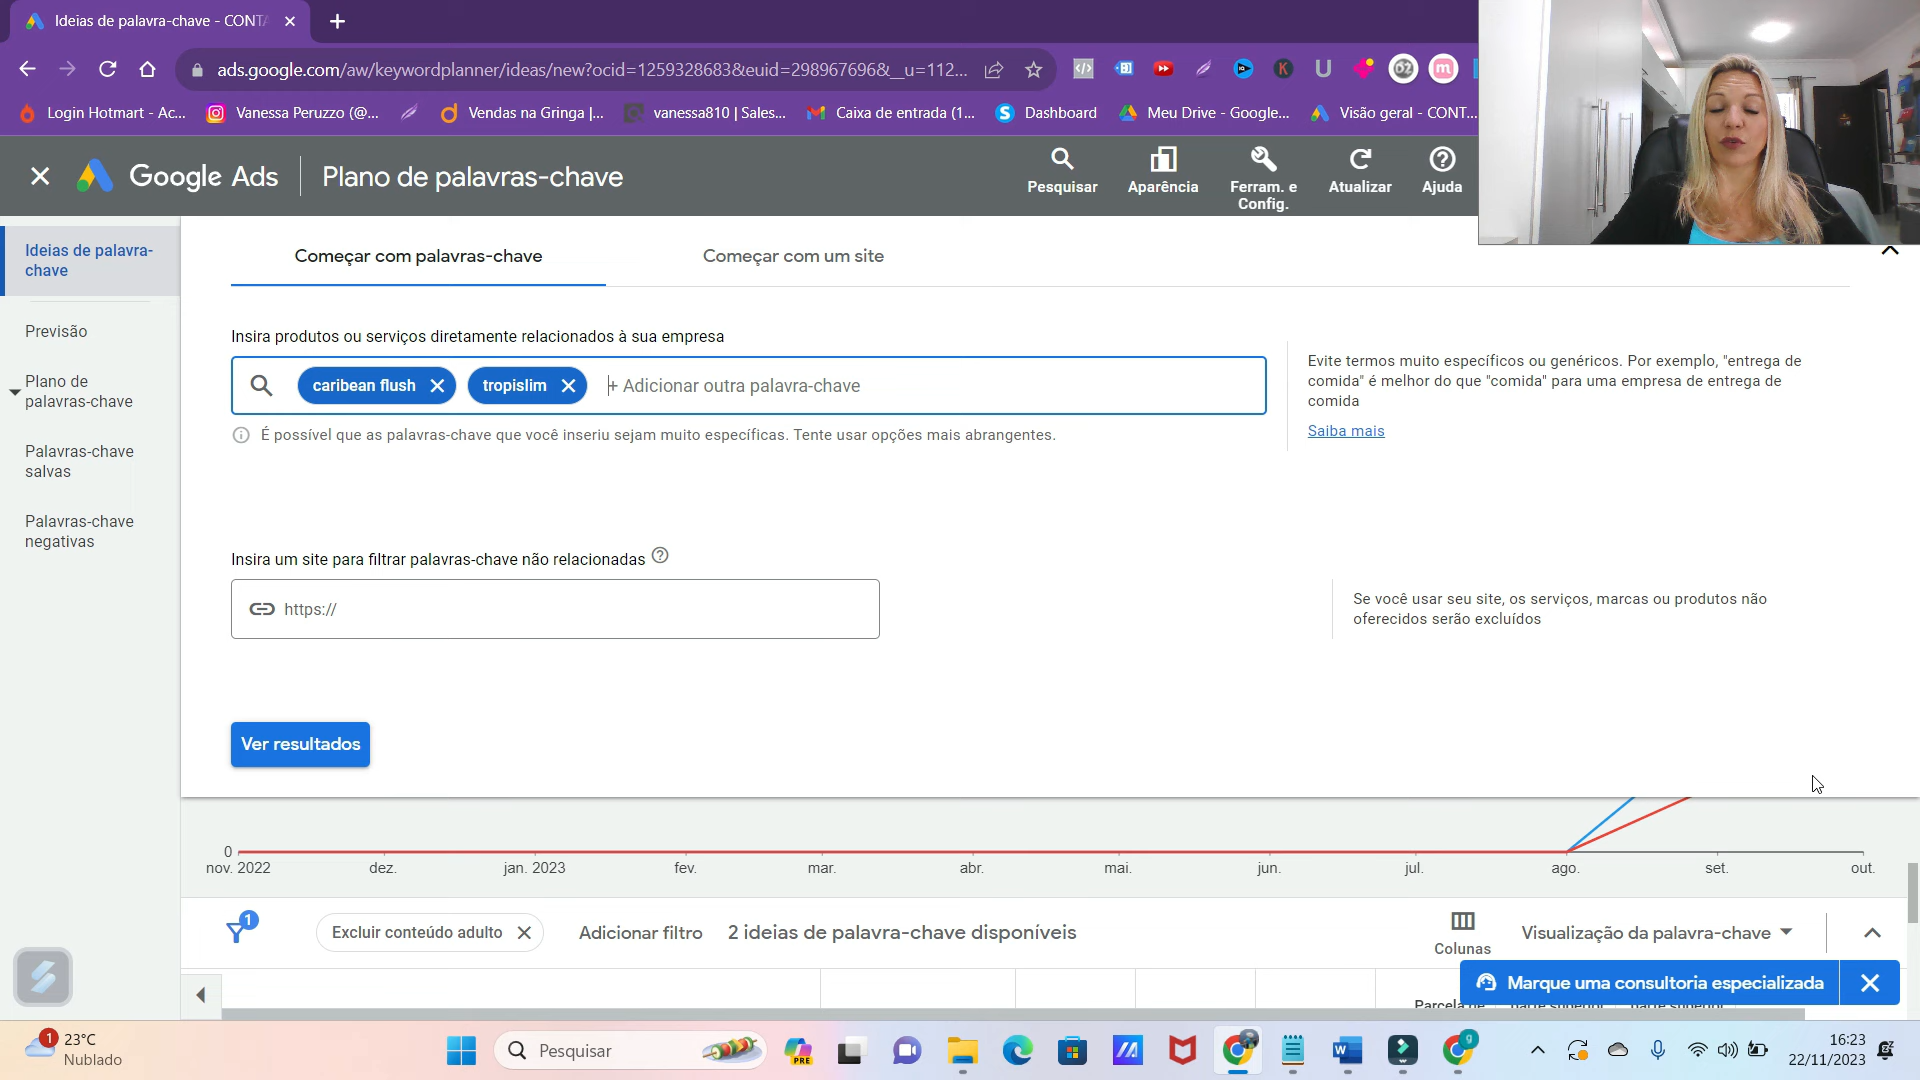 Ideias de palavra-chave - CONTA
ads.google.com/aw/keywordplanner/ideas/new?ocid=1259328683&euid=298967696&__u=112...
Login Hotmart - Ac...
Vanessa Peruzzo (@...
Vendas na Gringa |...
vanessa810 | Sales...
Caixa de entrada (1...
Dashboard
Meu Drive - Google...
Visão geral - CONT...
Google Ads
Plano de palavras-chave
Pesquisar
Aparência
Ferram. e
Config.
Atualizar
Ajuda
Ideias de palavra-
chave
Previsão
Plano de
palavras-chave
Palavras-chave
salvas
Palavras-chave
negativas
Começar com palavras-chave
Começar com um site
Insira produtos ou serviços diretamente relacionados à sua empresa
caribean flush
tropislim
+ Adicionar outra palavra-chave
É possível que as palavras-chave que você inseriu sejam muito específicas. Tente usar opções mais abrangentes.
Evite termos muito específicos ou genéricos. Por exemplo, "entrega de
comida" é melhor do que "comida" para uma empresa de entrega de
comida
Saiba mais
Insira um site para filtrar palavras-chave não relacionadas
https://
Se você usar seu site, os serviços, marcas ou produtos não
oferecidos serão excluídos
Ver resultados
0
nov. 2022
dez.
jan. 2023
fev.
mar.
abr.
mai.
jun.
jul.
ago.
set.
out.
1
Excluir conteúdo adulto
Adicionar filtro
2 ideias de palavra-chave disponíveis
Colunas
Visualização da palavra-chave
Marque uma consultoria especializada
Parcela de
1
23°C
Nublado
Pesquisar
PRE
16:23
22/11/2023